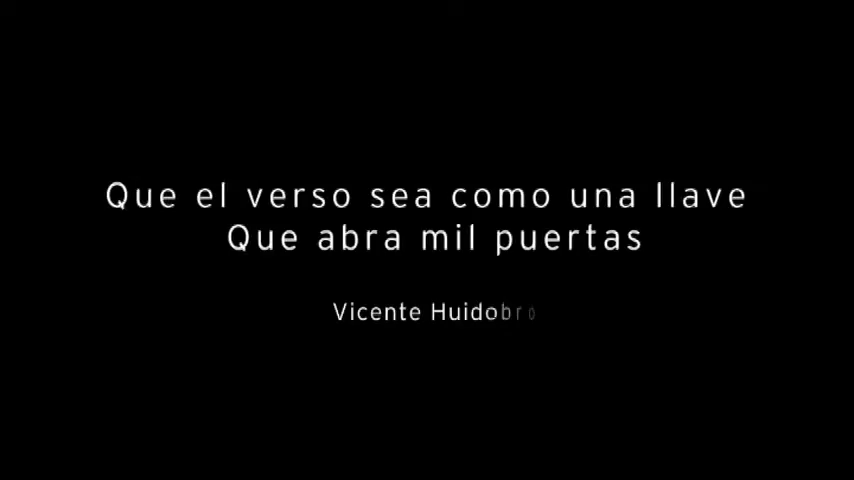 Que el verso sea como una llave
Que abra mil puertas
Vicente Huidobro